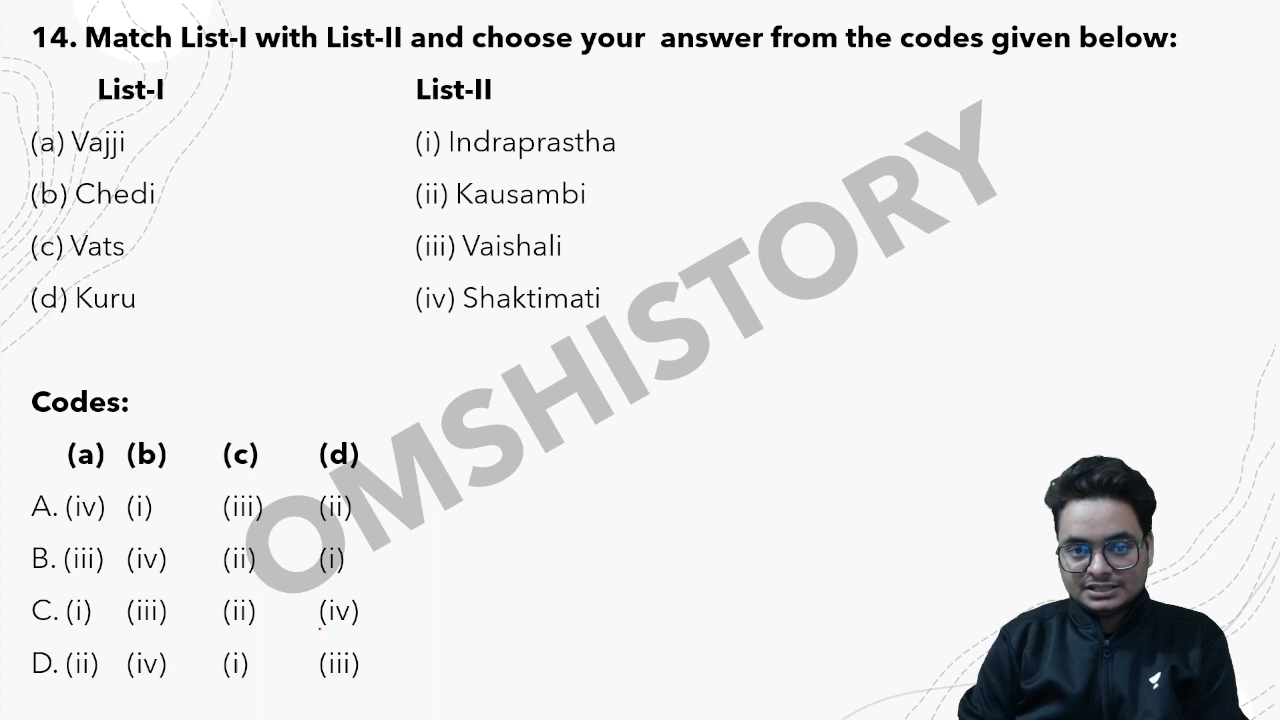 14. Match List-I with List-II and choose your answer from the codes given below:
List-I List-II
(a) Vajji (i) Indraprastha
(b) Chedi (ii) Kausambi
(c) Vats (iii) Vaishali
(d) Kuru (iv) Shaktimati
Codes:
(a) (b) (c) (d)
A. (iv) (i) (iii) (ii)
B. (iii) (iv) (ii) (i)
C. (i) (iii) (ii) (iv)
D. (ii) (iv) (i) (iii)
OMSHISTORY